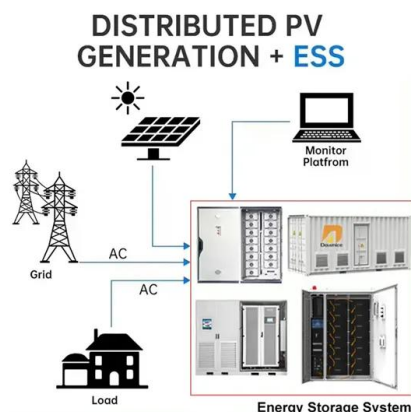 DISTRIBUTED PV
GENERATION + ESS
Monitor
Platfrom
AC
Grid
AC
Load
Energy Storage System